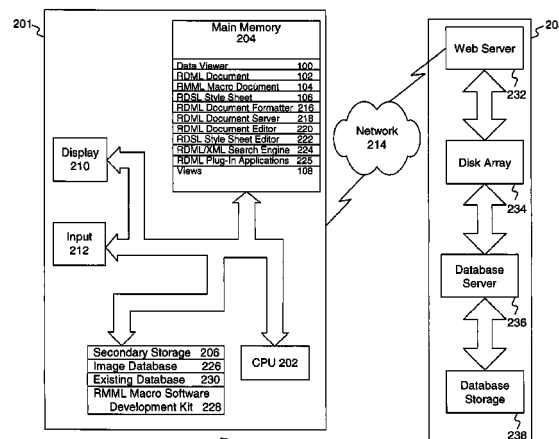 201
Main Memory
204
Data Viewer 100
RDML Document 102
RMML Macro Document 104
RDSL Style Sheet 106
RDML Document Formatter 216
RDML Document Server 218
RDML Document Editor 220
RDSL Style Sheet Editor 222
RDML/XML Search Engine 224
RDML Plug-In Applications 225
Views 108
Display
210
Input
212
Secondary Storage 206
Image Database 226
Existing Database 230
RMML Macro Software
Development Kit 228
CPU 202
Network
214
20
Web Server
232
Disk Array
234
Database
Server
236
Database
Storage
238